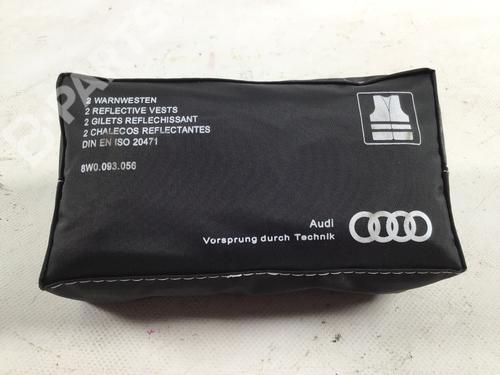 2 WARNWESTEN
2 REFLECTIVE VESTS
2 GILETS REFLECHISSANT
2 CHALECOS REFLECTANTES
DIN EN ISO 20471
8W0.093.056
Audi
Vorsprung durch Technik